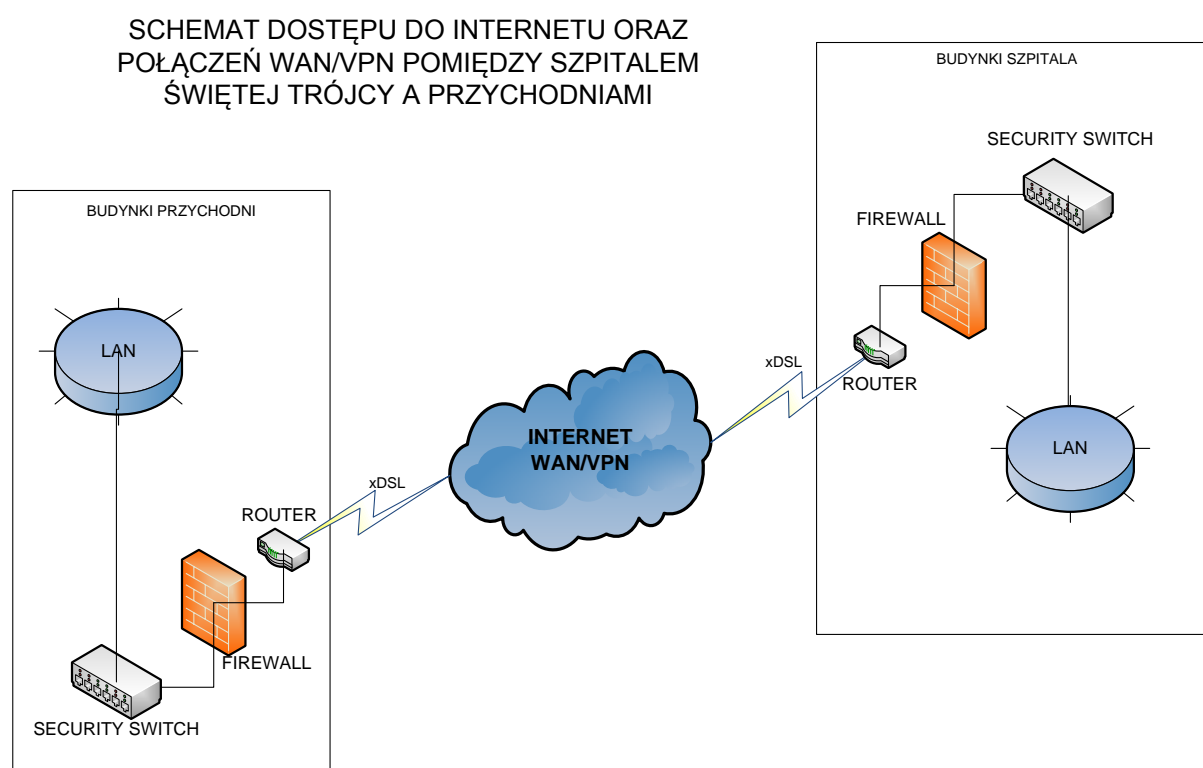 SCHEMAT DOSTĘPU DO INTERNETU ORAZ
POŁĄCZEŃ WAN/VPN POMIĘDZY SZPITALEM
ŚWIĘTEJ TRÓJCY A PRZYCHODNIAMI
BUDYNKI SZPITALA
SECURITY SWITCH
FIREWALL
ROUTER
xDSL
LAN
INTERNET
WAN/VPN
BUDYNKI PRZYCHODNI
LAN
xDSL
ROUTER
FIREWALL
SECURITY SWITCH